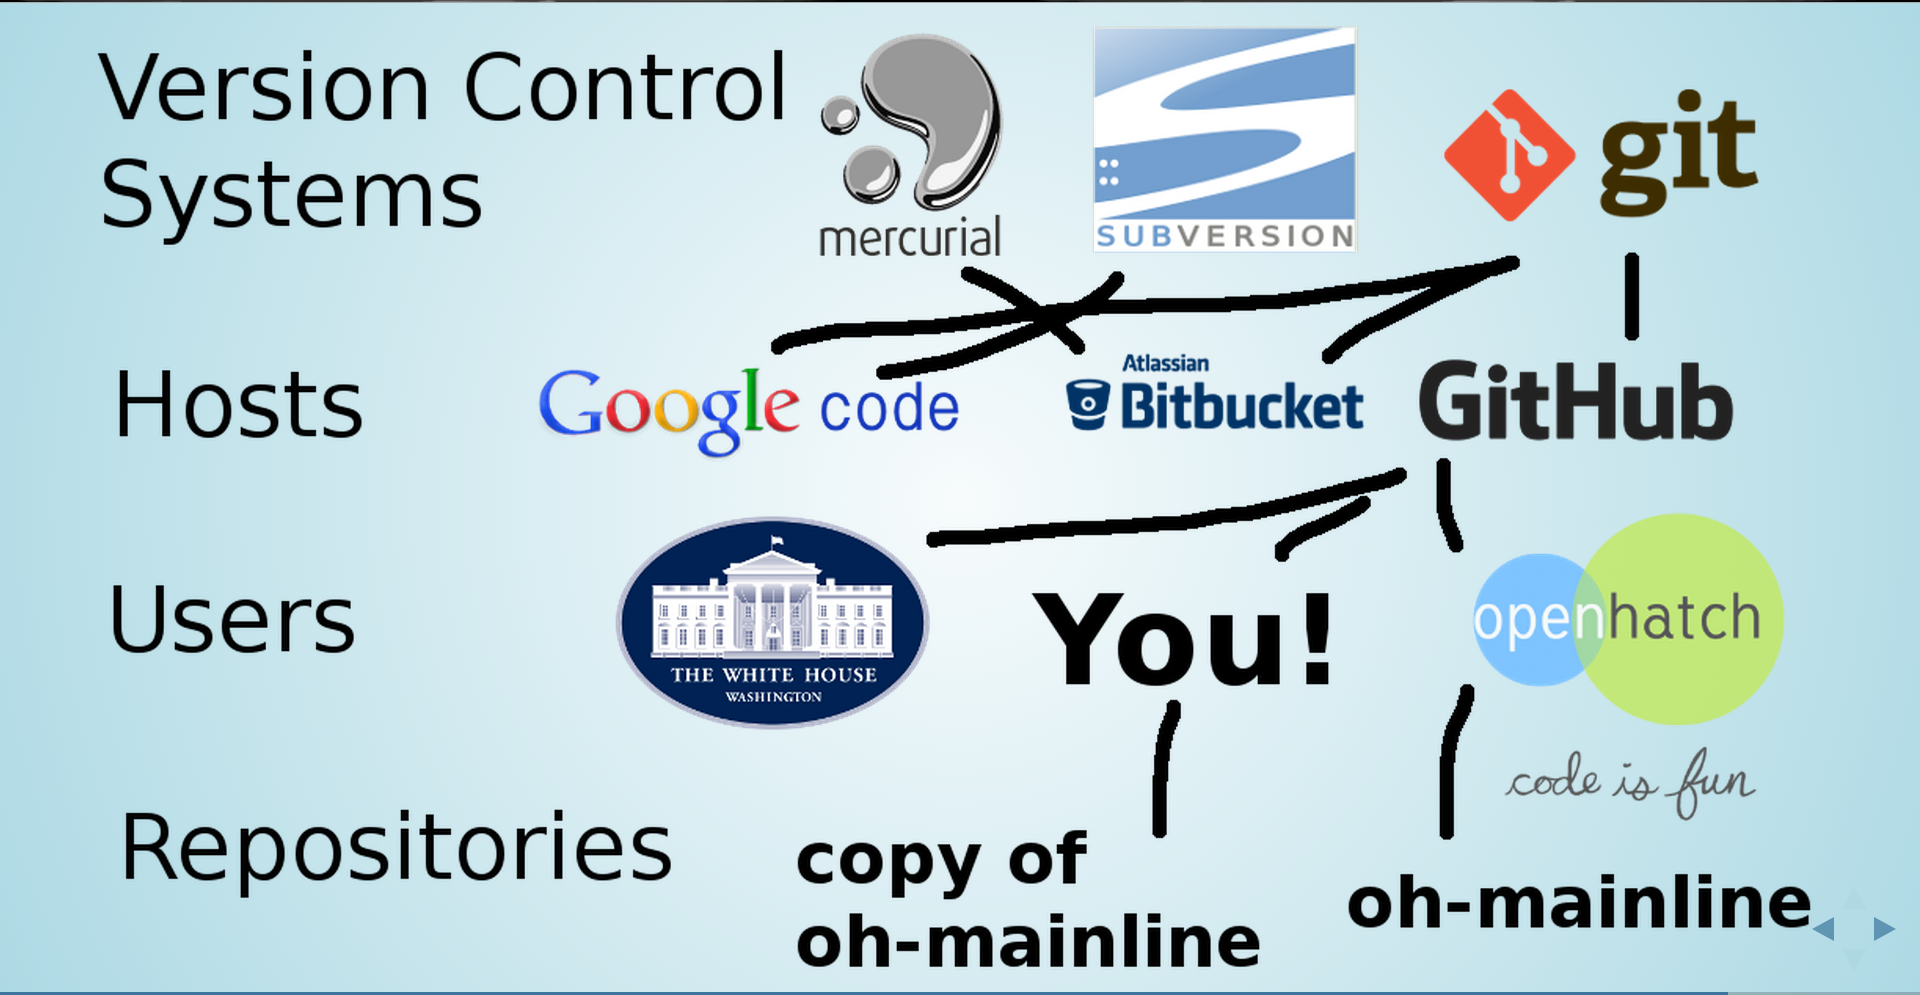 Version Control
Systems
mercurial
SUBVERSION
git
Hosts
Google code
Atlassian
Bitbucket
GitHub
Users
THE WHITE HOUSE
WASHINGTON
You!
openhatch
code is fun
Repositories
copy of
oh-mainline
oh-mainline